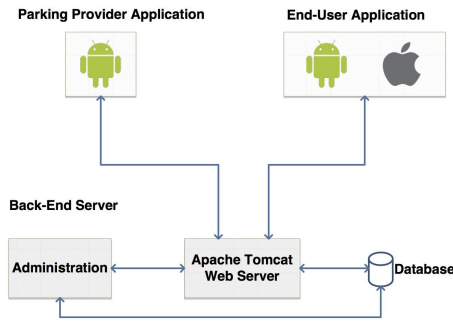 Parking Provider Application
End-User Application
Back-End Server
Administration
Apache Tomcat
Web Server
Database